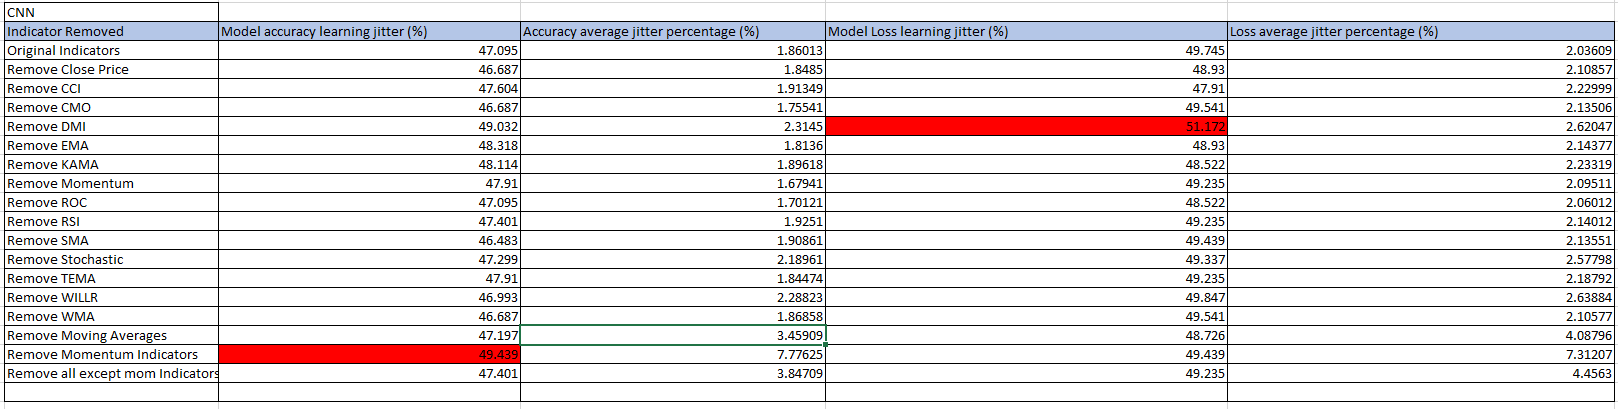 CNN
Indicator Removed Model accuracy learning jitter (%) Accuracy average jitter percentage (%) Model Loss learning jitter (%) Loss average jitter percentage (%)
Original Indicators 47.095 1.86013 49.745 2.03609
Remove Close Price 46.687 1.8485 48.93 2.10857
Remove CCI 47.604 1.91349 47.91 2.22999
Remove CMO 46.687 1.75541 49.541 2.13506
Remove DMI 49.032 2.3145 51.172 2.62047
Remove EMA 48.318 1.8136 48.93 2.14377
Remove KAMA 48.114 1.89618 48.522 2.23319
Remove Momentum 47.91 1.67941 49.235 2.09511
Remove ROC 47.095 1.70121 48.522 2.06012
Remove RSI 47.401 1.9251 49.235 2.14012
Remove SMA 46.483 1.90861 49.439 2.13551
Remove Stochastic 47.299 2.18961 49.337 2.57798
Remove TEMA 47.91 1.84474 49.235 2.18792
Remove WILLR 46.993 2.28823 49.847 2.63884
Remove WMA 46.687 1.86858 49.541 2.10577
Remove Moving Averages 47.197 3.45909 48.726 4.08796
Remove Momentum Indicators 49.439 7.77625 49.439 7.31207
Remove all except mom Indicators 47.401 3.84709 49.235 4.4563